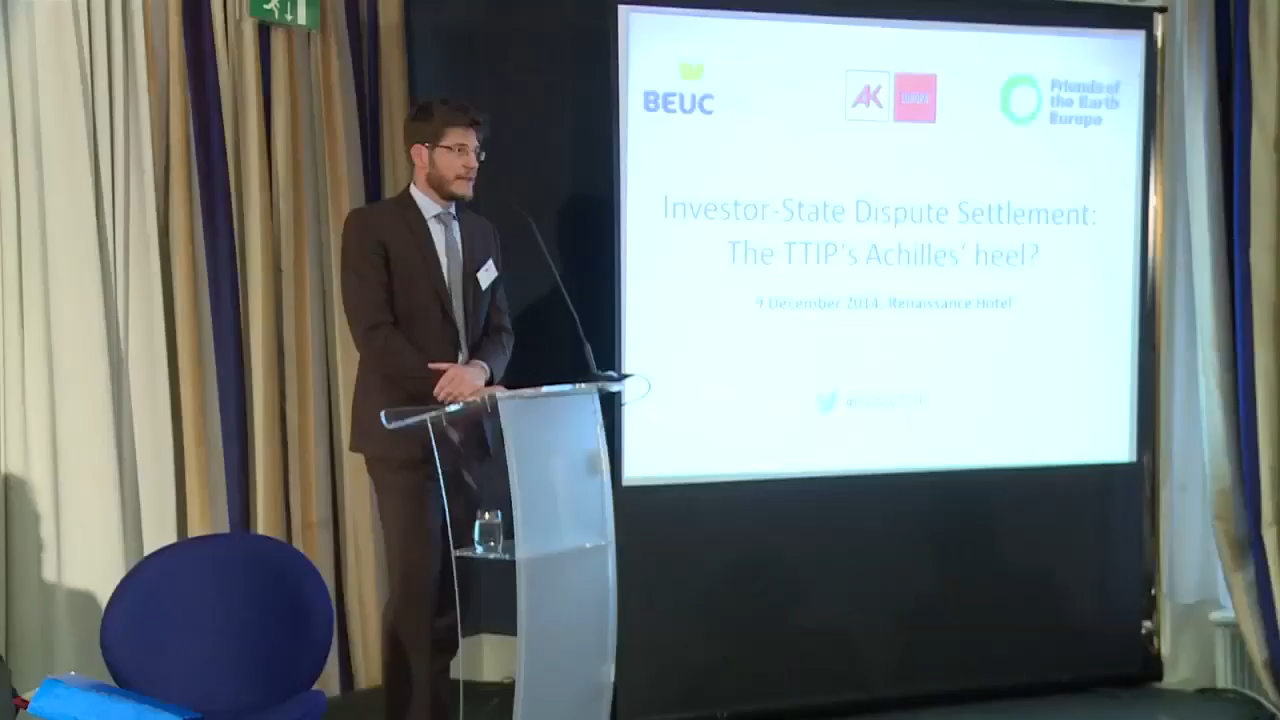 BEUC
AK
EUROPA
Friends of
the Earth
Europe
Investor-State Dispute Settlement:
The TTIP's Achilles' heel?
9 December 2014, Renaissance Hotel